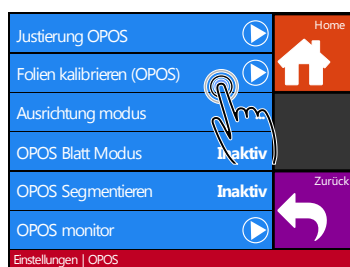 Justierung OPOS
Home
Folien kalibrieren (OPOS)
Ausrichtung modus
OPOS Blatt Modus Inaktiv
OPOS Segmentieren Inaktiv
Zurück
OPOS monitor
Einstellungen | OPOS